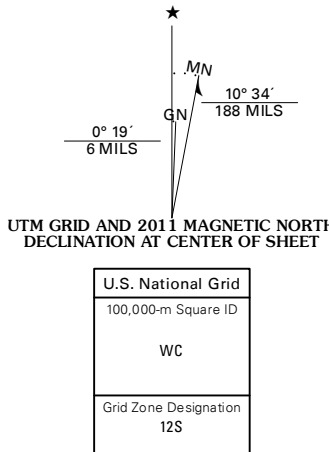 MN
GN
10° 34´
188 MILS
0° 19´
6 MILS
UTM GRID AND 2011 MAGNETIC NORTH
DECLINATION AT CENTER OF SHEET
U.S. National Grid
100,000-m Square ID
WC
Grid Zone Designation
12S